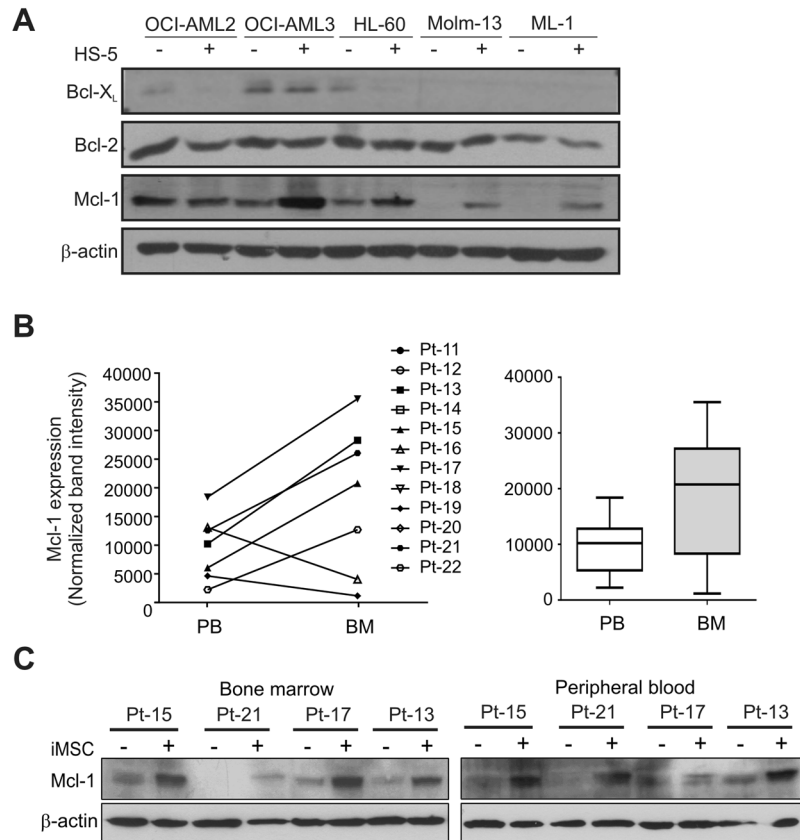 A
OCI-AML2 OCI-AML3 HL-60 Molm-13 ML-1
HS-5 - + - + - + - + - +
Bcl-XL
Bcl-2
Mcl-1
β-actin
B
Mcl-1 expression
(Normalized band intensity)
40000
35000
30000
25000
20000
15000
10000
5000
0
PB BM
Pt-11
Pt-12
Pt-13
Pt-14
Pt-15
Pt-16
Pt-17
Pt-18
Pt-19
Pt-20
Pt-21
Pt-22
40000
30000
20000
10000
0
PB BM
C
Bone marrow Peripheral blood
Pt-15 Pt-21 Pt-17 Pt-13 Pt-15 Pt-21 Pt-17 Pt-13
iMSC - + - + - + - + - + - + - + - +
Mcl-1
β-actin